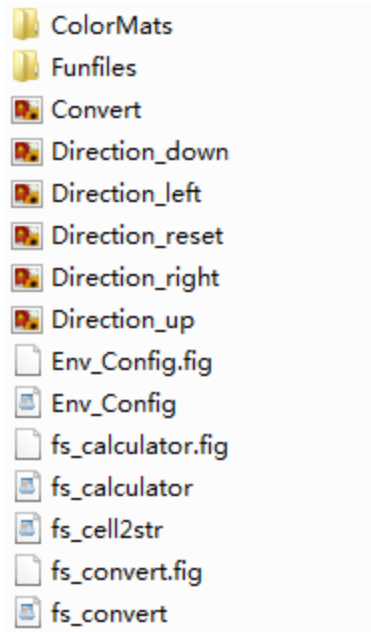 ColorMats
Funfiles
Convert
Direction_down
Direction_left
Direction_reset
Direction_right
Direction_up
Env_Config.fig
Env_Config
fs_calculator.fig
fs_calculator
fs_cell2str
fs_convert.fig
fs_convert